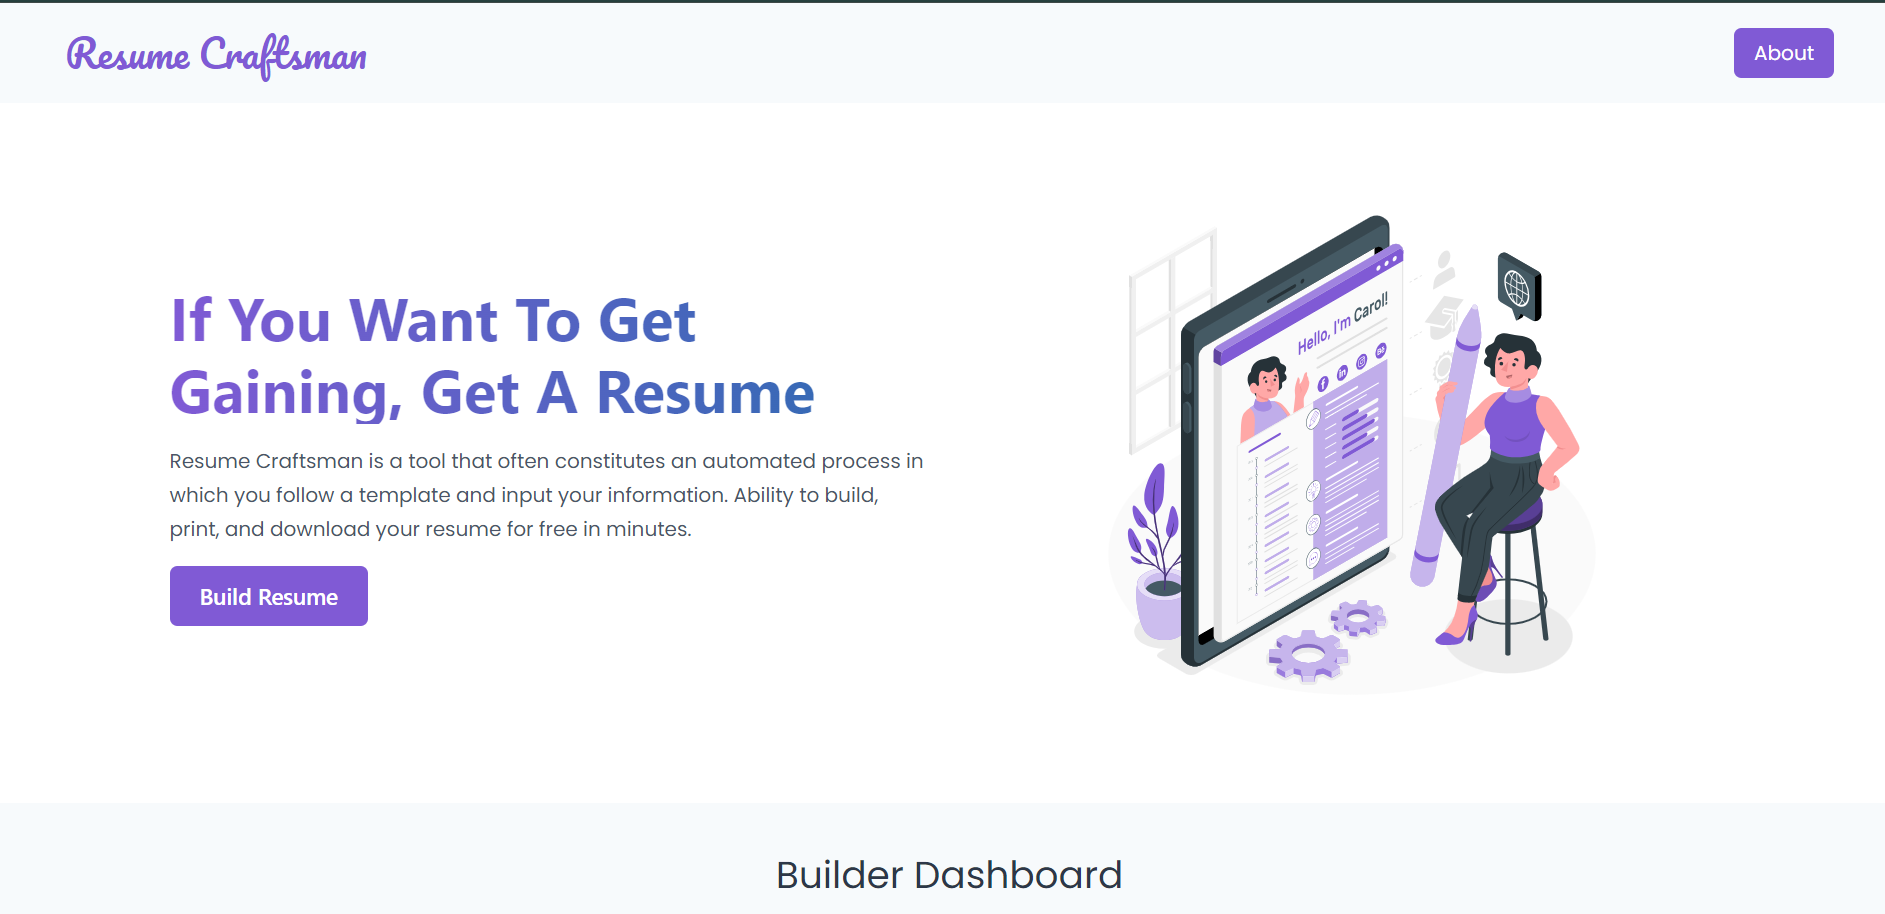 Resume Craftsman
About
If You Want To Get
Gaining, Get A Resume
Resume Craftsman is a tool that often constitutes an automated process in
which you follow a template and input your information. Ability to build,
print, and download your resume for free in minutes.
Build Resume
Hello, I'm Carol!
f
in
Bē
Builder Dashboard